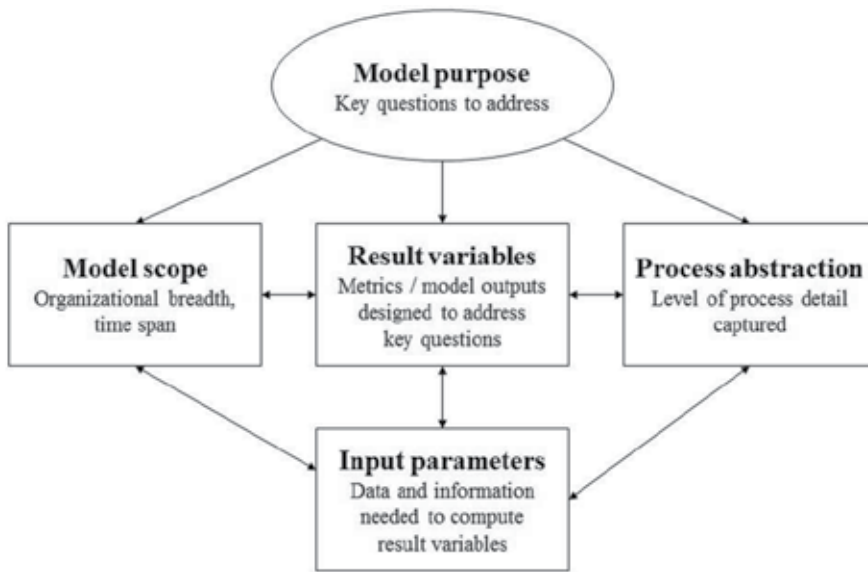 Model purpose
Key questions to address
Model scope
Organizational breadth,
time span
Result variables
Metrics / model outputs
designed to address
key questions
Process abstraction
Level of process detail
captured
Input parameters
Data and information
needed to compute
result variables